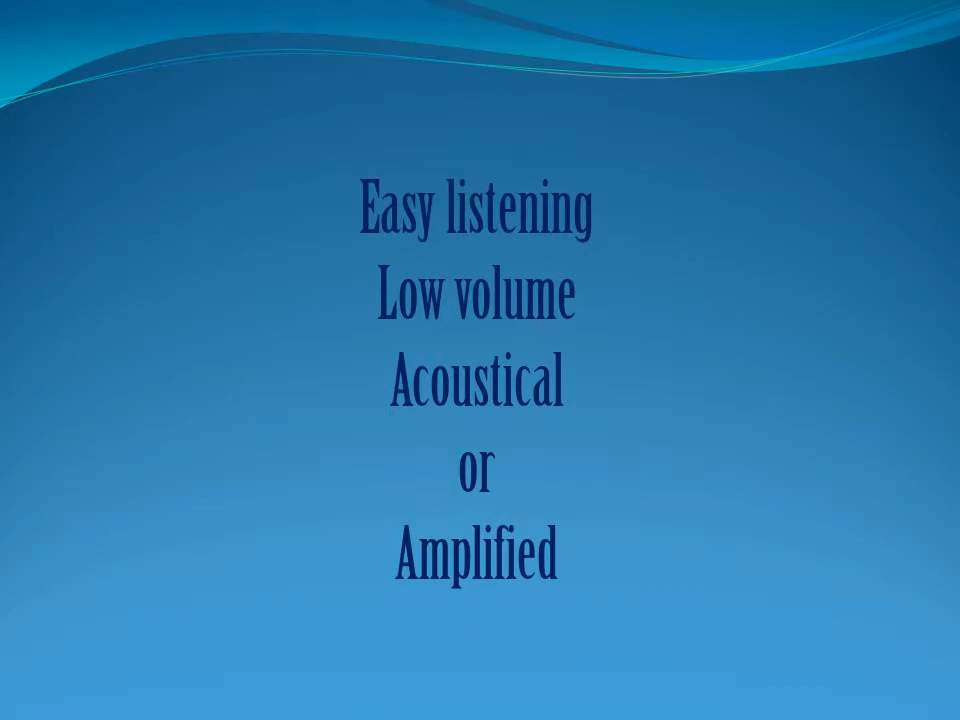 Easy listening
Low volume
Acoustical
or
Amplified